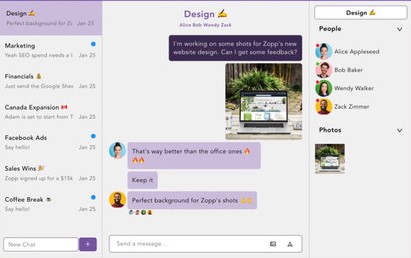 Design ✍️
Perfect background for Zo
Jan 25
Marketing
Yeah SEO needs a
Jan 25
Financials 💰
Just send the Google Shee
Jan 25
Canada Expansion 🇨🇦
Adam is set to start from T
Jan 25
Facebook Ads
Say hello!
Jan 25
Sales Wins 🎉
Zopp signed up for a $15k
Jan 25
Coffee Break ☕
Say hello!
Jan 25
New Chat
+
Design ✍️
Alice Bob Wendy Zack
I'm working on some shots for Zopp's new
website design. Can I get some feedback?
That's way better than the office ones 🔥
🔥🔥
Keep it
Perfect background for Zopp's shots 🙌
Send a message...
Design ✍️
People
Alice Appleseed
Bob Baker
Wendy Walker
Zack Zimmer
Photos